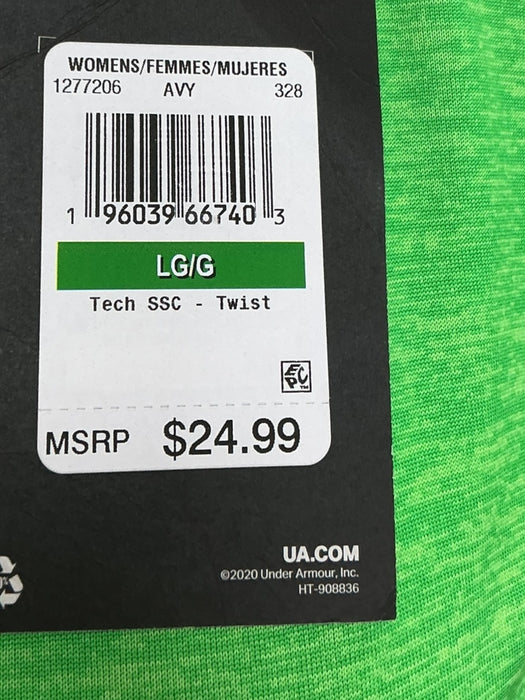 WOMENS/FEMMES/MUJERES
1277206 AVY 328
1 96039 66740 3
LG/G
Tech SSC - Twist
EPC™
MSRP $24.99
UA.COM
©2020 Under Armour, Inc.
HT-908836